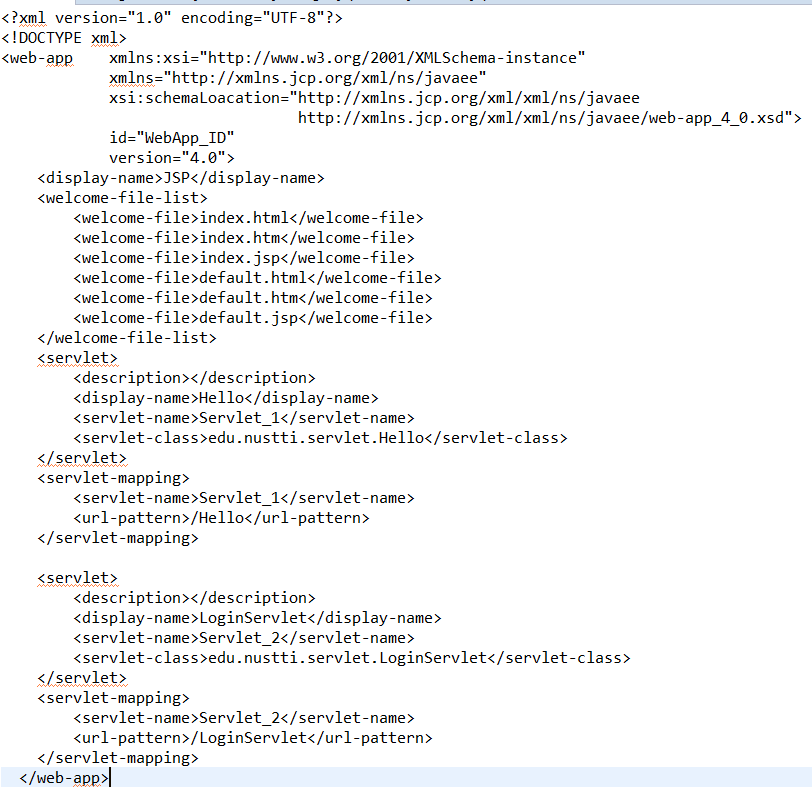 <?xml version="1.0" encoding="UTF-8"?>
<!DOCTYPE xml>
<web-app    xmlns:xsi="http://www.w3.org/2001/XMLSchema-instance"
            xmlns="http://xmlns.jcp.org/xml/ns/javaee"
            xsi:schemaLoacation="http://xmlns.jcp.org/xml/xml/ns/javaee
                                 http://xmlns.jcp.org/xml/xml/ns/javaee/web-app_4_0.xsd">
            id="WebApp_ID"
            version="4.0">
    <display-name>JSP</display-name>
    <welcome-file-list>
        <welcome-file>index.html</welcome-file>
        <welcome-file>index.htm</welcome-file>
        <welcome-file>index.jsp</welcome-file>
        <welcome-file>default.html</welcome-file>
        <welcome-file>default.htm</welcome-file>
        <welcome-file>default.jsp</welcome-file>
    </welcome-file-list>
    <servlet>
        <description></description>
        <display-name>Hello</display-name>
        <servlet-name>Servlet_1</servlet-name>
        <servlet-class>edu.nustti.servlet.Hello</servlet-class>
    </servlet>
    <servlet-mapping>
        <servlet-name>Servlet_1</servlet-name>
        <url-pattern>/Hello</url-pattern>
    </servlet-mapping>

    <servlet>
        <description></description>
        <display-name>LoginServlet</display-name>
        <servlet-name>Servlet_2</servlet-name>
        <servlet-class>edu.nustti.servlet.LoginServlet</servlet-class>
    </servlet>
    <servlet-mapping>
        <servlet-name>Servlet_2</servlet-name>
        <url-pattern>/LoginServlet</url-pattern>
    </servlet-mapping>
  </web-app>